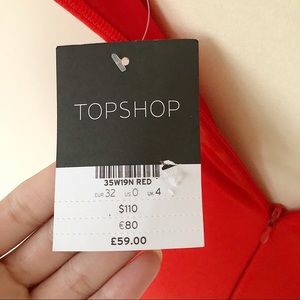 TOPSHOP
35W19N RED
EUR 32 US 0 UK 4
$110
€80
£59.00